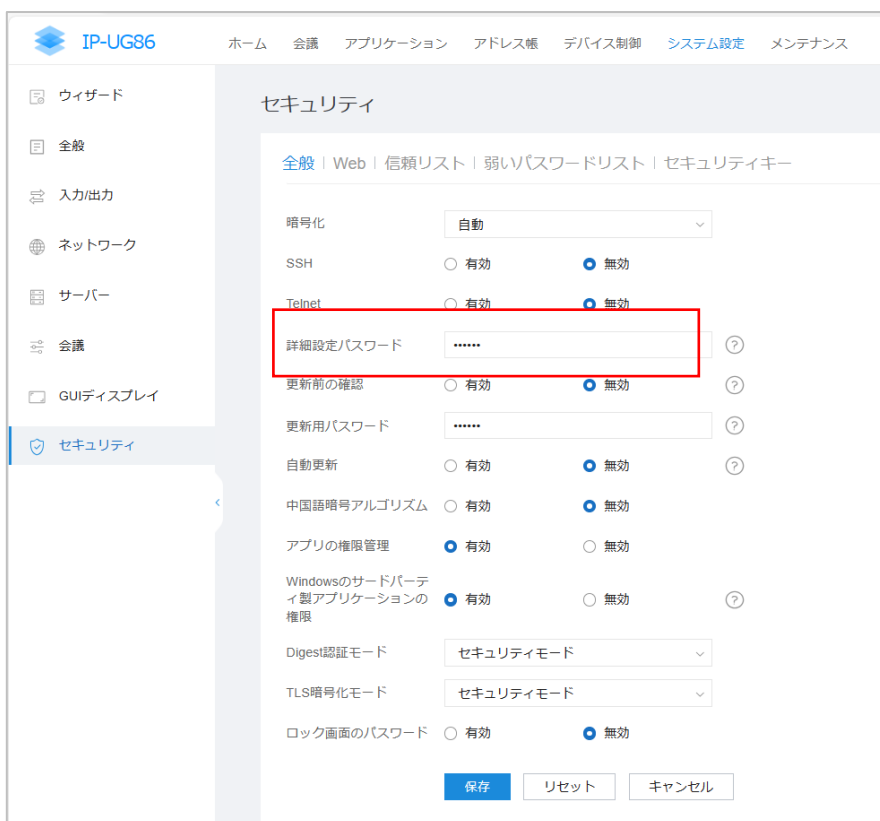 IP-UG86
ホーム 会議 アプリケーション アドレス帳 デバイス制御 システム設定 メンテナンス
ウィザード
全般
入力/出力
ネットワーク
サーバー
会議
GUIディスプレイ
セキュリティ
セキュリティ
全般 | Web | 信頼リスト | 弱いパスワードリスト | セキュリティキー
暗号化 自動
SSH 有効 無効
Telnet 有効 無効
詳細設定パスワード ••••••
更新前の確認 有効 無効
更新用パスワード ••••••
自動更新 有効 無効
中国語暗号アルゴリズム 有効 無効
アプリの権限管理 有効 無効
Windowsのサードパーテ
ィ製アプリケーションの 有効 無効
権限
Digest認証モード セキュリティモード
TLS暗号化モード セキュリティモード
ロック画面のパスワード 有効 無効
保存 リセット キャンセル